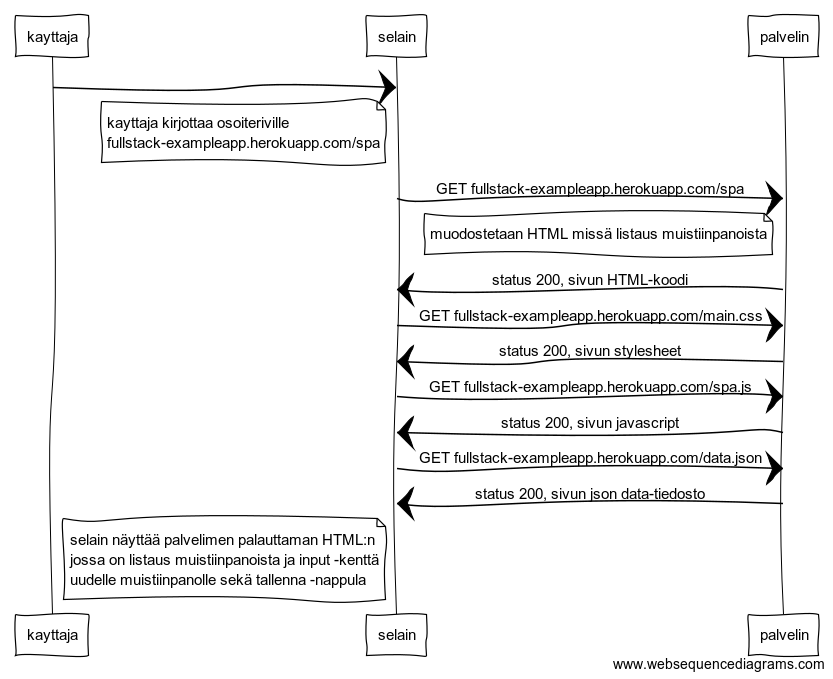 kayttaja
selain
palvelin
kayttaja kirjottaa osoiteriville
fullstack-exampleapp.herokuapp.com/spa
GET fullstack-exampleapp.herokuapp.com/spa
muodostetaan HTML missä listaus muistiinpanoista
status 200, sivun HTML-koodi
GET fullstack-exampleapp.herokuapp.com/main.css
status 200, sivun stylesheet
GET fullstack-exampleapp.herokuapp.com/spa.js
status 200, sivun javascript
GET fullstack-exampleapp.herokuapp.com/data.json
status 200, sivun json data-tiedosto
selain näyttää palvelimen palauttaman HTML:n
jossa on listaus muistiinpanoista ja input -kenttä
uudelle muistiinpanolle sekä tallenna -nappula
kayttaja
selain
palvelin
www.websequencediagrams.com